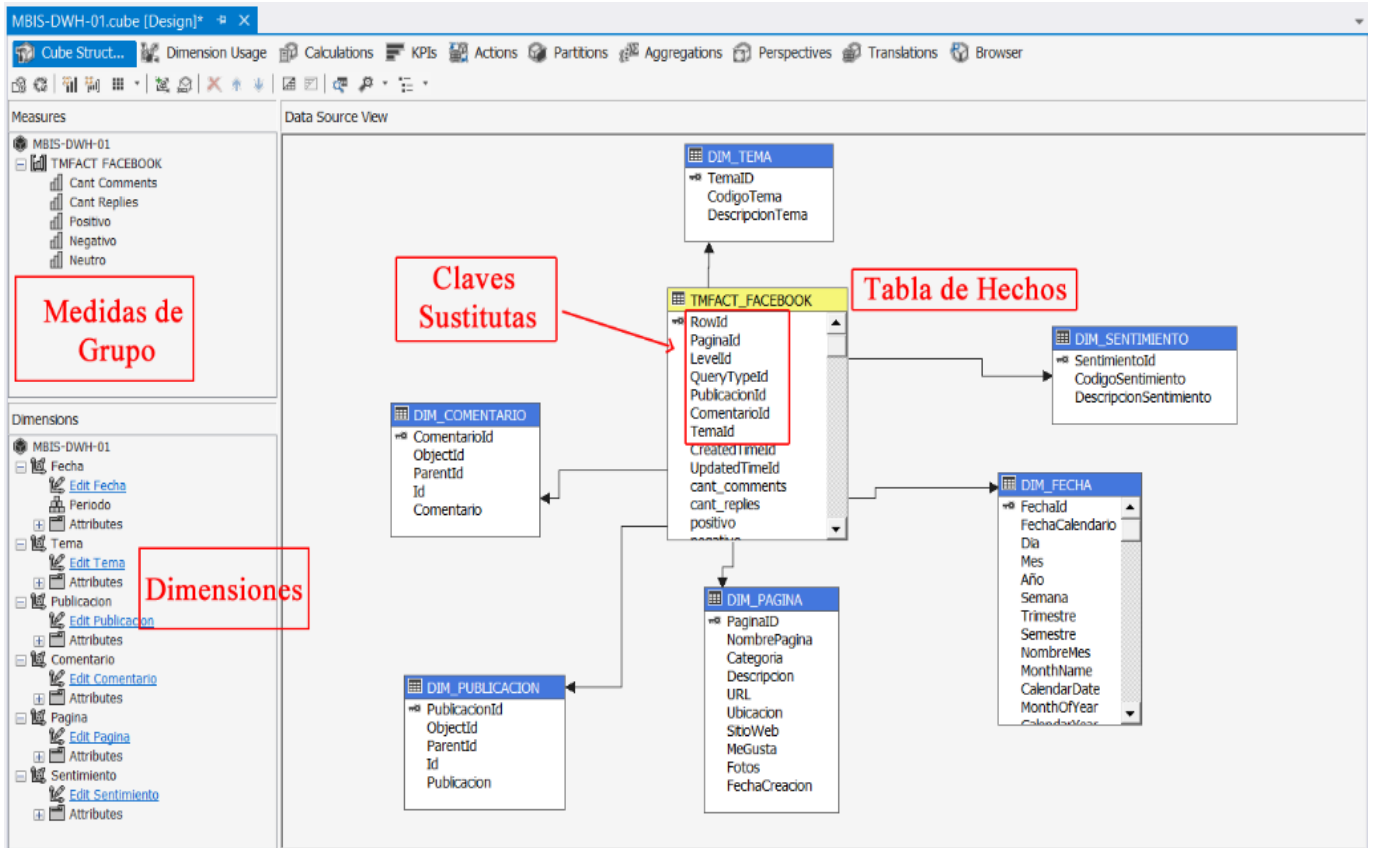 MBIS-DWH-01.cube [Design]*
Cube Struct... Dimension Usage Calculations KPIs Actions Partitions Aggregations Perspectives Translations Browser
Measures
MBIS-DWH-01
TMFACT FACEBOOK
Cant Comments
Cant Replies
Positivo
Negativo
Neutro
Medidas de
Grupo
Dimensions
MBIS-DWH-01
Fecha
Edit Fecha
Periodo
Attributes
Tema
Edit Tema
Attributes
Publicacion
Edit Publicacion
Attributes
Comentario
Edit Comentario
Attributes
Pagina
Edit Pagina
Attributes
Sentimiento
Edit Sentimiento
Attributes
Dimensiones
Data Source View
DIM_TEMA
TemaID
CodigoTema
DescripcionTema
Claves
Sustitutas
Tabla de Hechos
TMFACT_FACEBOOK
RowId
PaginaId
LevelId
QueryTypeId
PublicacionId
ComentarioId
TemaId
CreatedTimeId
UpdatedTimeId
cant_comments
cant_replies
positivo
negativo
DIM_SENTIMIENTO
SentimientoId
CodigoSentimiento
DescripcionSentimiento
DIM_COMENTARIO
ComentarioId
ObjectId
ParentId
Id
Comentario
DIM_FECHA
FechaId
FechaCalendario
Dia
Mes
Año
Semana
Trimestre
Semestre
NombreMes
MonthName
CalendarDate
MonthOfYear
CalendarYear
DIM_PAGINA
PaginaID
NombrePagina
Categoria
Descripcion
URL
Ubicacion
SitioWeb
MeGusta
Fotos
FechaCreacion
DIM_PUBLICACION
PublicacionId
ObjectId
ParentId
Id
Publicacion